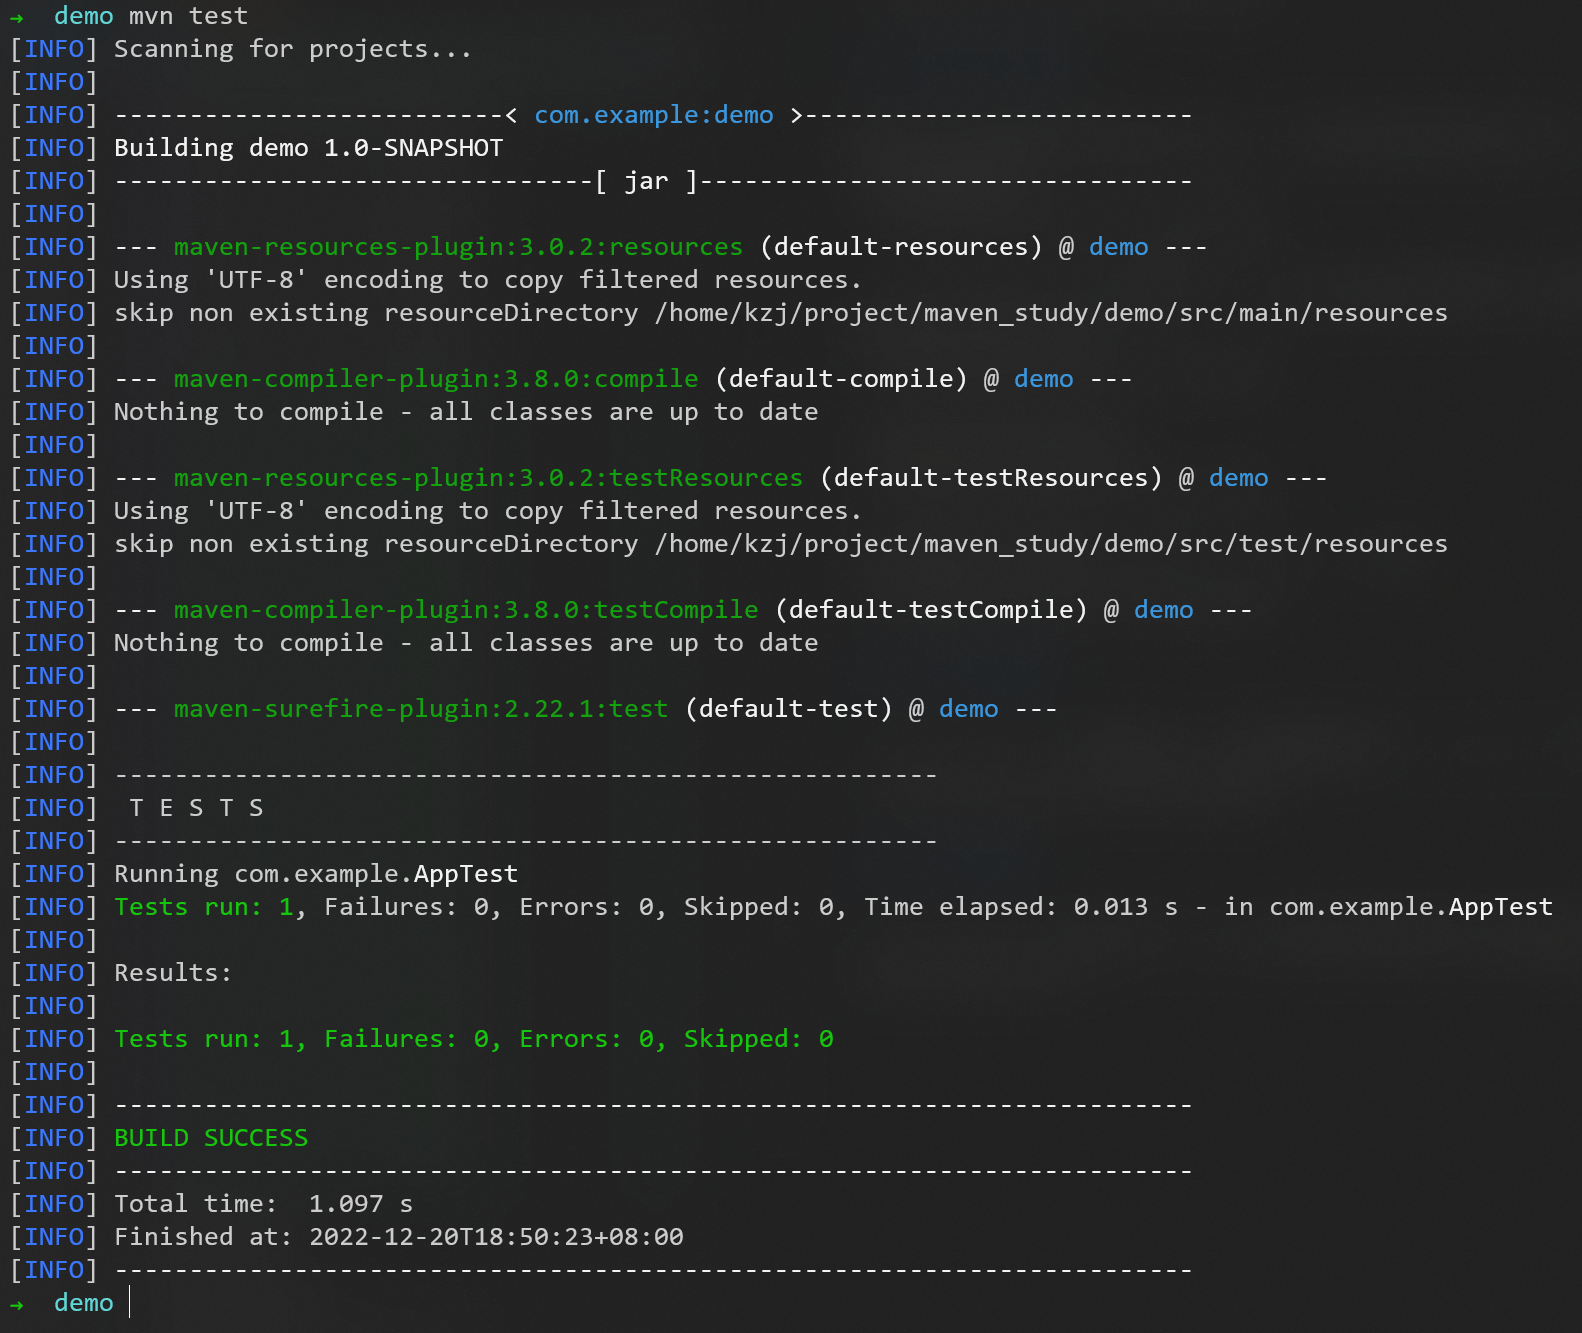 →  demo mvn test
[INFO] Scanning for projects...
[INFO]
[INFO] --------------------------< com.example:demo >--------------------------
[INFO] Building demo 1.0-SNAPSHOT
[INFO] --------------------------------[ jar ]---------------------------------
[INFO]
[INFO] --- maven-resources-plugin:3.0.2:resources (default-resources) @ demo ---
[INFO] Using 'UTF-8' encoding to copy filtered resources.
[INFO] skip non existing resourceDirectory /home/kzj/project/maven_study/demo/src/main/resources
[INFO]
[INFO] --- maven-compiler-plugin:3.8.0:compile (default-compile) @ demo ---
[INFO] Nothing to compile - all classes are up to date
[INFO]
[INFO] --- maven-resources-plugin:3.0.2:testResources (default-testResources) @ demo ---
[INFO] Using 'UTF-8' encoding to copy filtered resources.
[INFO] skip non existing resourceDirectory /home/kzj/project/maven_study/demo/src/test/resources
[INFO]
[INFO] --- maven-compiler-plugin:3.8.0:testCompile (default-testCompile) @ demo ---
[INFO] Nothing to compile - all classes are up to date
[INFO]
[INFO] --- maven-surefire-plugin:2.22.1:test (default-test) @ demo ---
[INFO]
[INFO] -------------------------------------------------------
[INFO]  T E S T S
[INFO] -------------------------------------------------------
[INFO] Running com.example.AppTest
[INFO] Tests run: 1, Failures: 0, Errors: 0, Skipped: 0, Time elapsed: 0.013 s - in com.example.AppTest
[INFO]
[INFO] Results:
[INFO]
[INFO] Tests run: 1, Failures: 0, Errors: 0, Skipped: 0
[INFO]
[INFO] ------------------------------------------------------------------------
[INFO] BUILD SUCCESS
[INFO] ------------------------------------------------------------------------
[INFO] Total time:  1.097 s
[INFO] Finished at: 2022-12-20T18:50:23+08:00
[INFO] ------------------------------------------------------------------------
→  demo